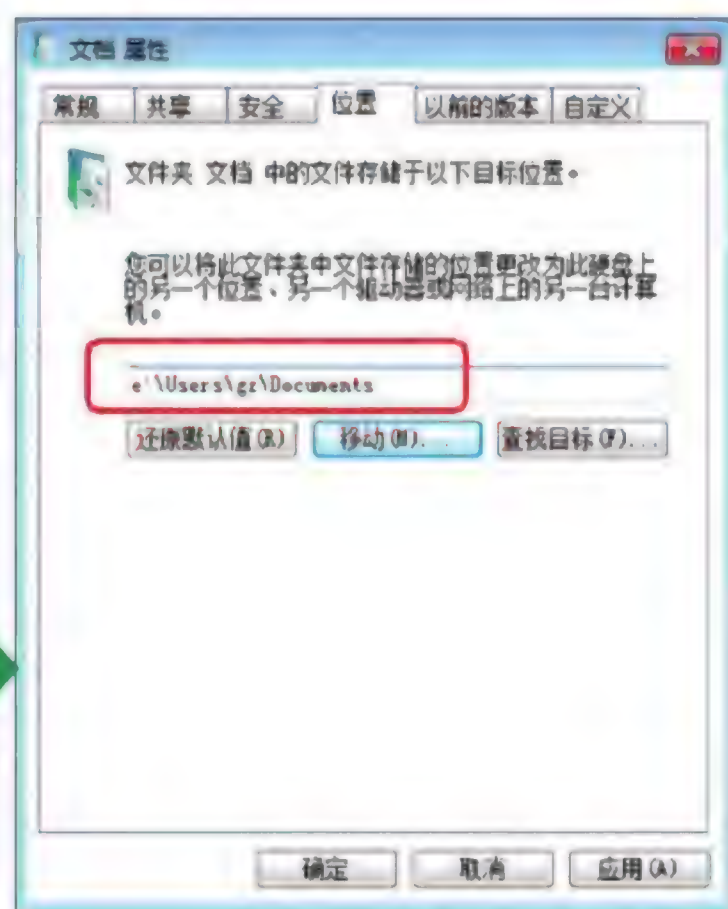 文档 属性
常规 共享 安全 位置 以前的版本 自定义
文件夹 文档 中的文件存储于以下目标位置。
您可以将此文件夹中文件存储的位置更改为此硬盘上
的另一个位置、另一个驱动器或网络上的另一台计算
机。
e:\Users\gz\Documents
还原默认值(R) 移动(M)... 查找目标(F)...
确定 取消 应用(A)